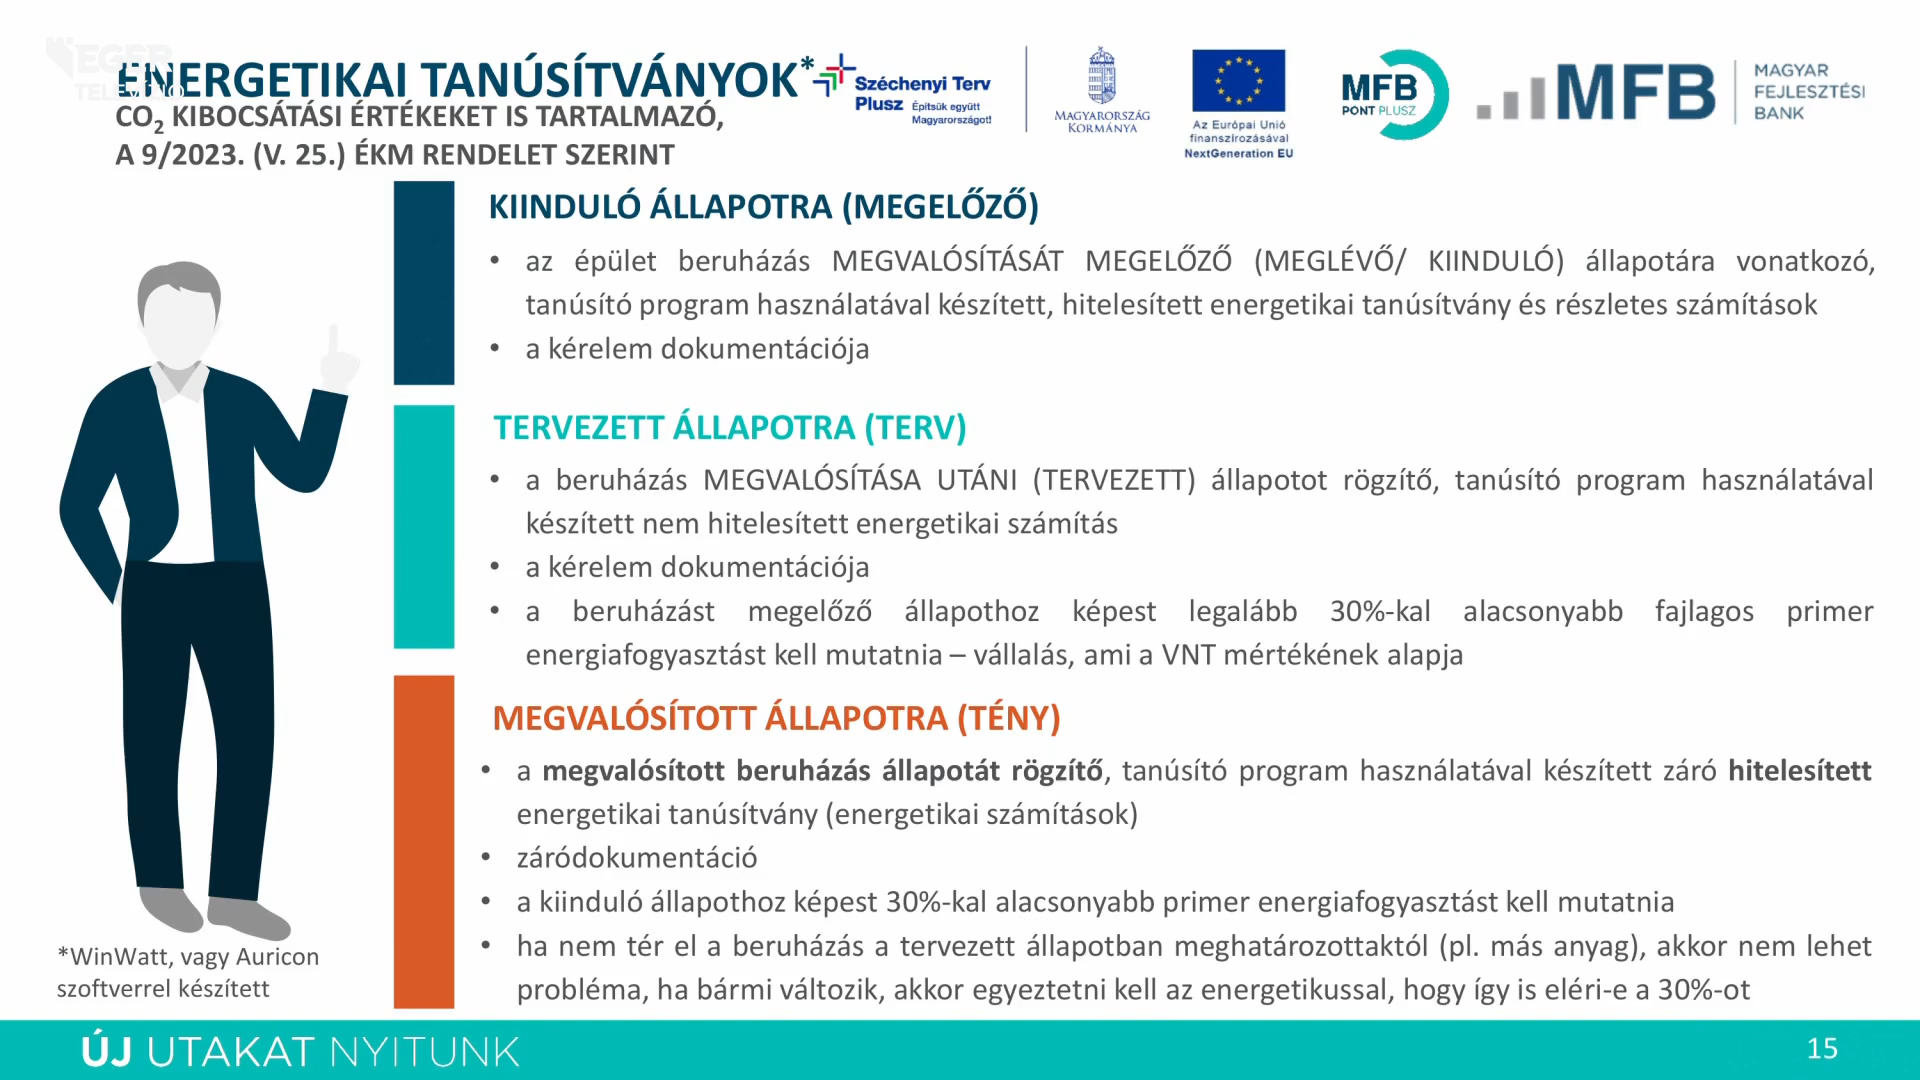 EGER
TELEVÍZIÓ
ENERGETIKAI TANÚSÍTVÁNYOK*
CO2 KIBOCSÁTÁSI ÉRTÉKEKET IS TARTALMAZÓ,
A 9/2023. (V. 25.) ÉKM RENDELET SZERINT
Széchenyi Terv
Plusz Építsük együtt
Magyarországot!
MAGYARORSZÁG
KORMÁNYA
Az Európai Unió
finanszírozásával
NextGeneration EU
MFB
PONT PLUSZ
MFB
MAGYAR
FEJLESZTÉSI
BANK
KIINDULÓ ÁLLAPOTRA (MEGELŐZŐ)
• az épület beruházás MEGVALÓSÍTÁSÁT MEGELŐZŐ (MEGLÉVŐ/ KIINDULÓ) állapotára vonatkozó,
tanúsító program használatával készített, hitelesített energetikai tanúsítvány és részletes számítások
• a kérelem dokumentációja
TERVEZETT ÁLLAPOTRA (TERV)
• a beruházás MEGVALÓSÍTÁSA UTÁNI (TERVEZETT) állapotot rögzítő, tanúsító program használatával
készített nem hitelesített energetikai számítás
• a kérelem dokumentációja
• a beruházást megelőző állapothoz képest legalább 30%-kal alacsonyabb fajlagos primer
energiafogyasztást kell mutatnia – vállalás, ami a VNT mértékének alapja
MEGVALÓSÍTOTT ÁLLAPOTRA (TÉNY)
• a megvalósított beruházás állapotát rögzítő, tanúsító program használatával készített záró hitelesített
energetikai tanúsítvány (energetikai számítások)
• záródokumentáció
• a kiinduló állapothoz képest 30%-kal alacsonyabb primer energiafogyasztást kell mutatnia
• ha nem tér el a beruházás a tervezett állapotban meghatározottaktól (pl. más anyag), akkor nem lehet
probléma, ha bármi változik, akkor egyeztetni kell az energetikussal, hogy így is eléri-e a 30%-ot
*WinWatt, vagy Auricon
szoftverrel készített
ÚJ UTAKAT NYITUNK
15